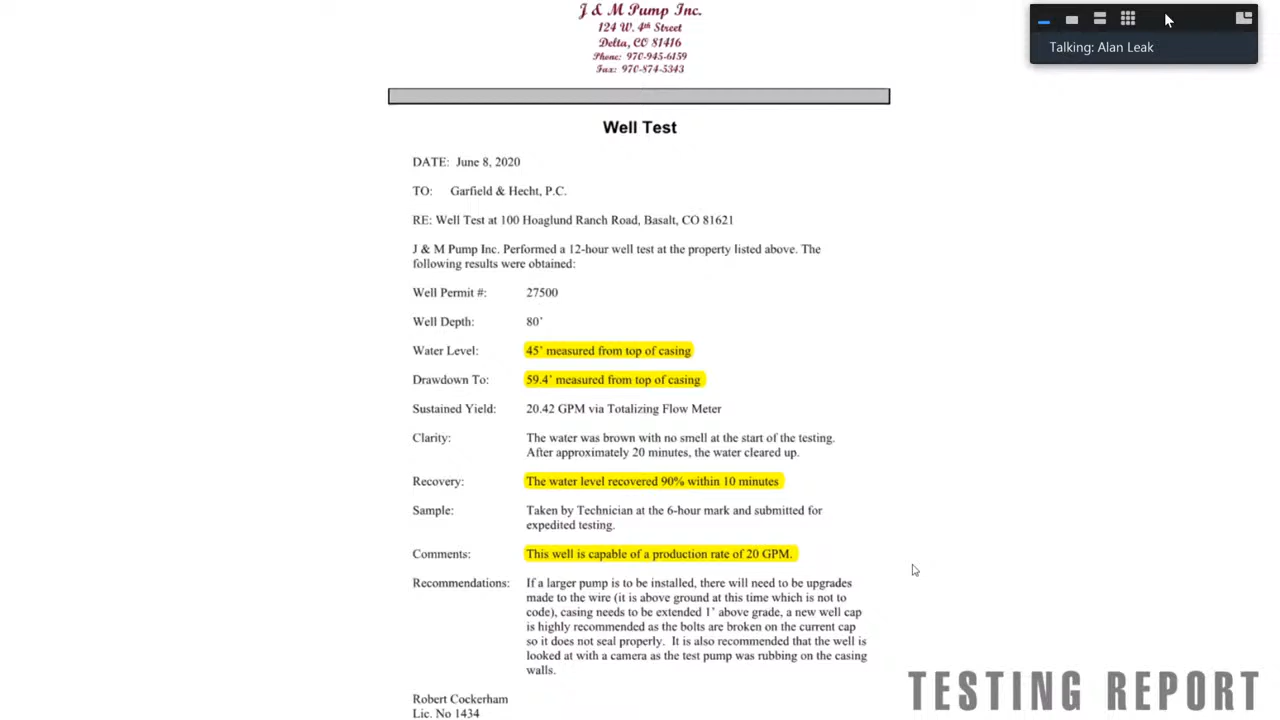 J & M Pump Inc.
124 W. 4th Street
Delta, CO 81416
Phone: 970-945-6159
Fax: 970-874-5343
Talking: Alan Leak
Well Test
DATE: June 8, 2020
TO: Garfield & Hecht, P.C.
RE: Well Test at 100 Hoaglund Ranch Road, Basalt, CO 81621
J & M Pump Inc. Performed a 12-hour well test at the property listed above. The
following results were obtained:
Well Permit #: 27500
Well Depth: 80'
Water Level: 45' measured from top of casing
Drawdown To: 59.4' measured from top of casing
Sustained Yield: 20.42 GPM via Totalizing Flow Meter
Clarity: The water was brown with no smell at the start of the testing.
After approximately 20 minutes, the water cleared up.
Recovery: The water level recovered 90% within 10 minutes
Sample: Taken by Technician at the 6-hour mark and submitted for
expedited testing.
Comments: This well is capable of a production rate of 20 GPM.
Recommendations: If a larger pump is to be installed, there will need to be upgrades
made to the wire (it is above ground at this time which is not to
code), casing needs to be extended 1' above grade, a new well cap
is highly recommended as the bolts are broken on the current cap
so it does not seal properly. It is also recommended that the well is
looked at with a camera as the test pump was rubbing on the casing
walls.
Robert Cockerham
Lic. No 1434
TESTING REPORT